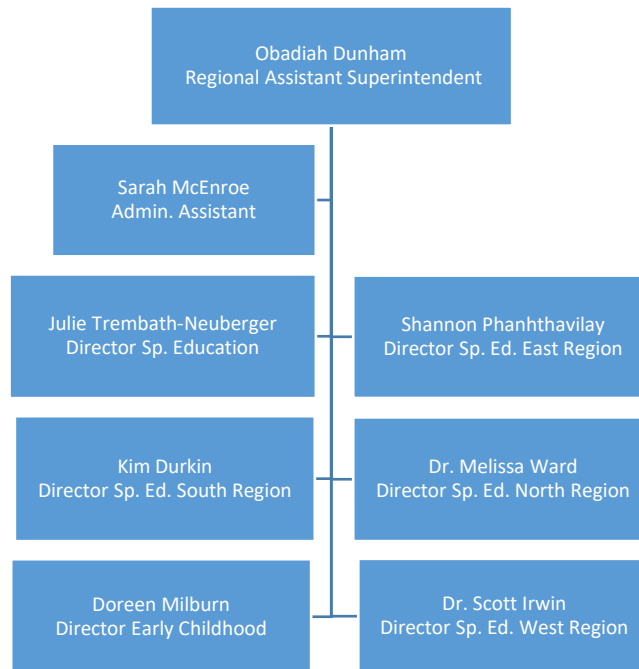 Obadiah Dunham
Regional Assistant Superintendent
Sarah McEnroe
Admin. Assistant
Julie Trembath-Neuberger
Director Sp. Education
Shannon Phanhthavilay
Director Sp. Ed. East Region
Kim Durkin
Director Sp. Ed. South Region
Dr. Melissa Ward
Director Sp. Ed. North Region
Doreen Milburn
Director Early Childhood
Dr. Scott Irwin
Director Sp. Ed. West Region